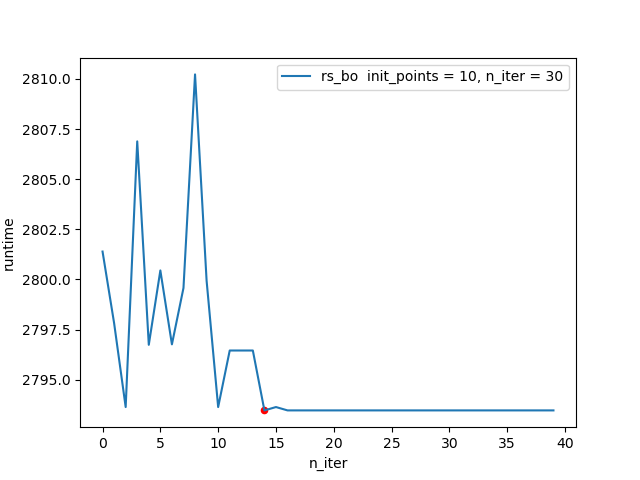 rs_bo  init_points = 10, n_iter = 30
2810.0
2807.5
2805.0
2802.5
2800.0
2797.5
2795.0
runtime
0 5 10 15 20 25 30 35 40
n_iter